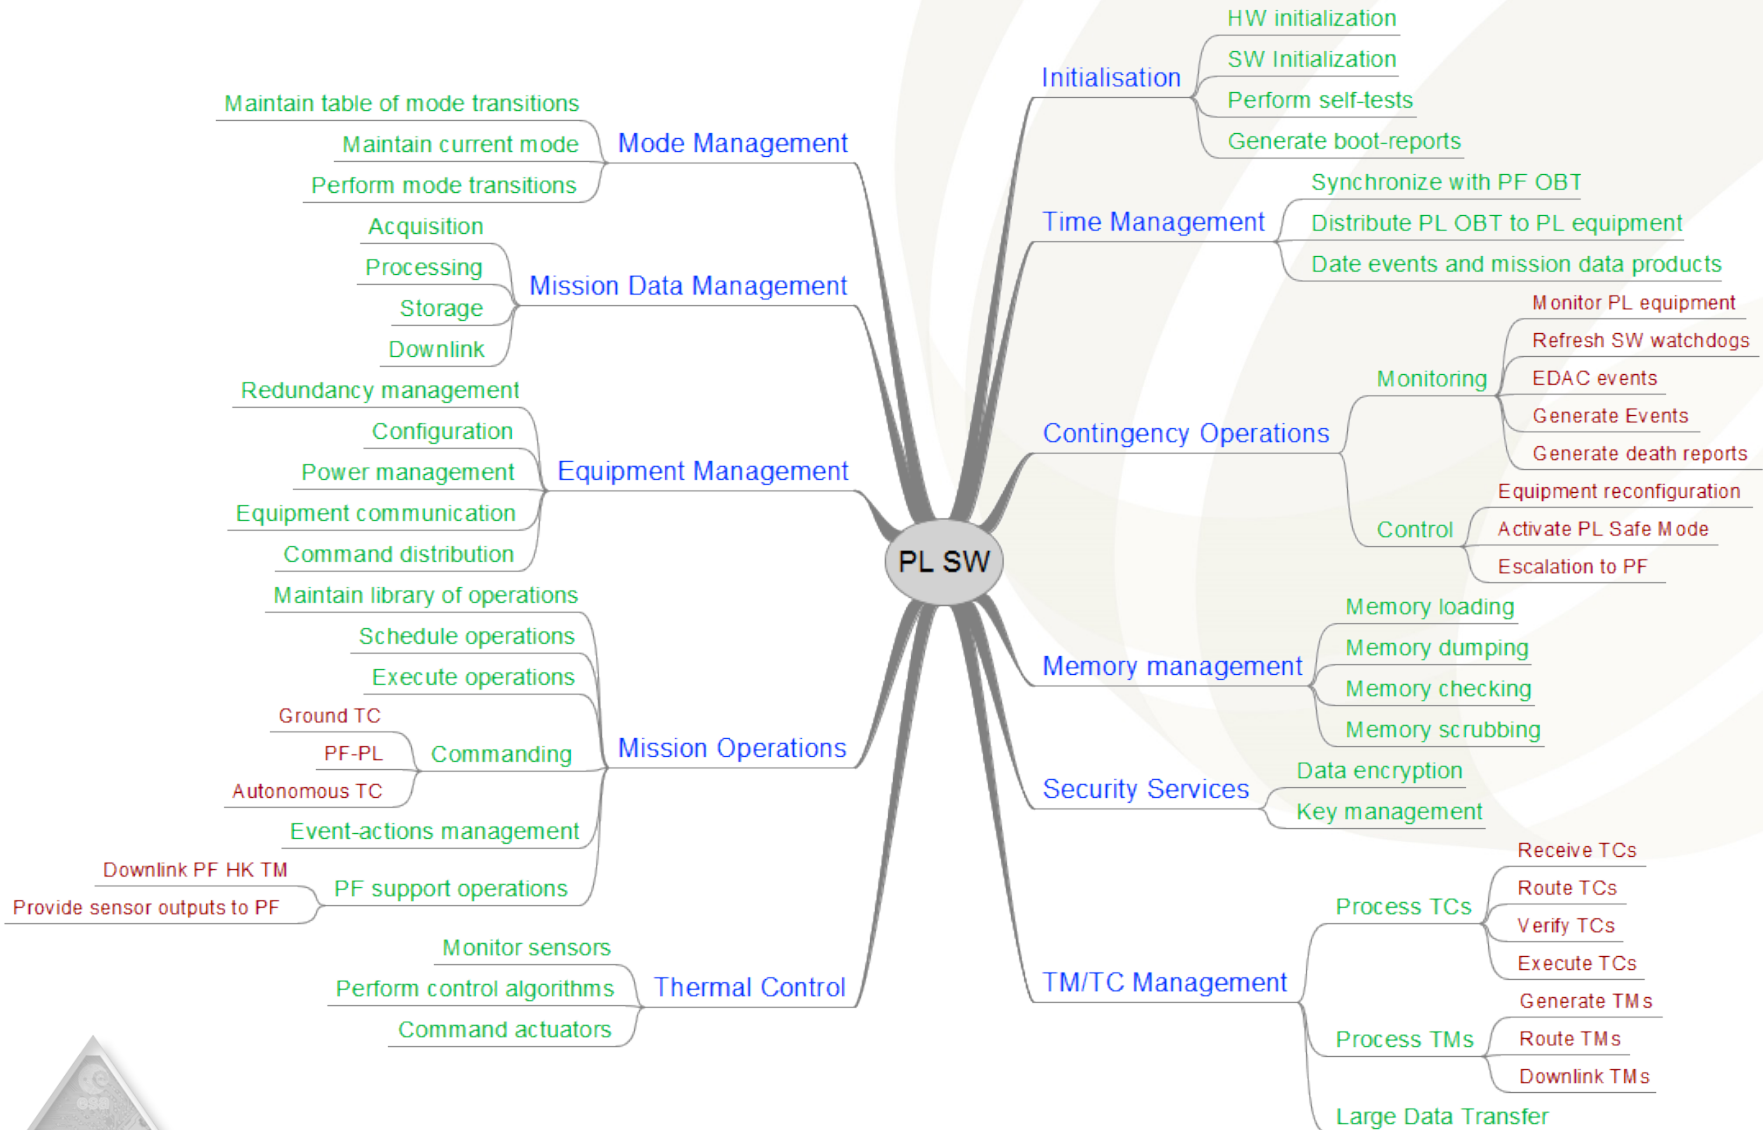 PL SW
Mode Management
Maintain table of mode transitions
Maintain current mode
Perform mode transitions
Mission Data Management
Acquisition
Processing
Storage
Downlink
Equipment Management
Redundancy management
Configuration
Power management
Equipment communication
Command distribution
Mission Operations
Maintain library of operations
Schedule operations
Execute operations
Commanding
Ground TC
PF-PL
Autonomous TC
Event-actions management
PF support operations
Downlink PF HK TM
Provide sensor outputs to PF
Thermal Control
Monitor sensors
Perform control algorithms
Command actuators
Initialisation
HW initialization
SW Initialization
Perform self-tests
Generate boot-reports
Time Management
Synchronize with PF OBT
Distribute PL OBT to PL equipment
Date events and mission data products
Contingency Operations
Monitoring
Monitor PL equipment
Refresh SW watchdogs
EDAC events
Generate Events
Generate death reports
Control
Equipment reconfiguration
Activate PL Safe Mode
Escalation to PF
Memory management
Memory loading
Memory dumping
Memory checking
Memory scrubbing
Security Services
Data encryption
Key management
TM/TC Management
Process TCs
Receive TCs
Route TCs
Verify TCs
Execute TCs
Process TMs
Generate TMs
Route TMs
Downlink TMs
Large Data Transfer
esa